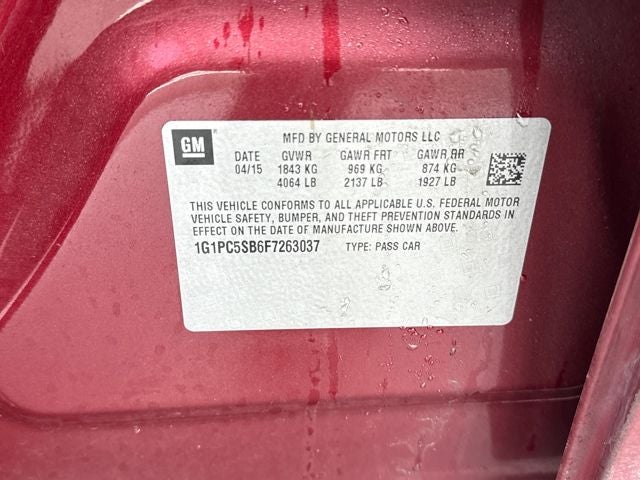 GM MFD BY GENERAL MOTORS LLC
DATE GVWR GAWR FRT GAWR RR
04/15 1843 KG 969 KG 874 KG
4064 LB 2137 LB 1927 LB
THIS VEHICLE CONFORMS TO ALL APPLICABLE U.S. FEDERAL MOTOR
VEHICLE SAFETY, BUMPER, AND THEFT PREVENTION STANDARDS IN
EFFECT ON THE DATE OF MANUFACTURE SHOWN ABOVE.
1G1PC5SB6F7263037 TYPE: PASS CAR